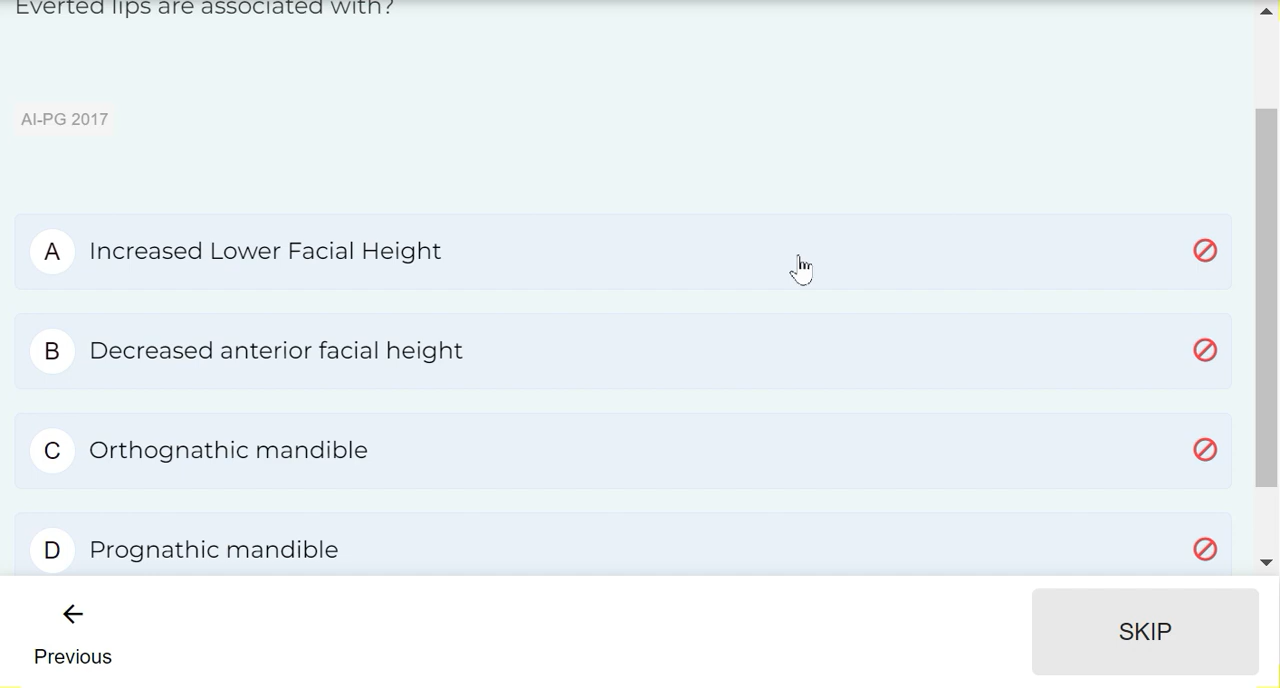 Everted lips are associated with?
AI-PG 2017
A Increased Lower Facial Height
B Decreased anterior facial height
C Orthognathic mandible
D Prognathic mandible
Previous
SKIP